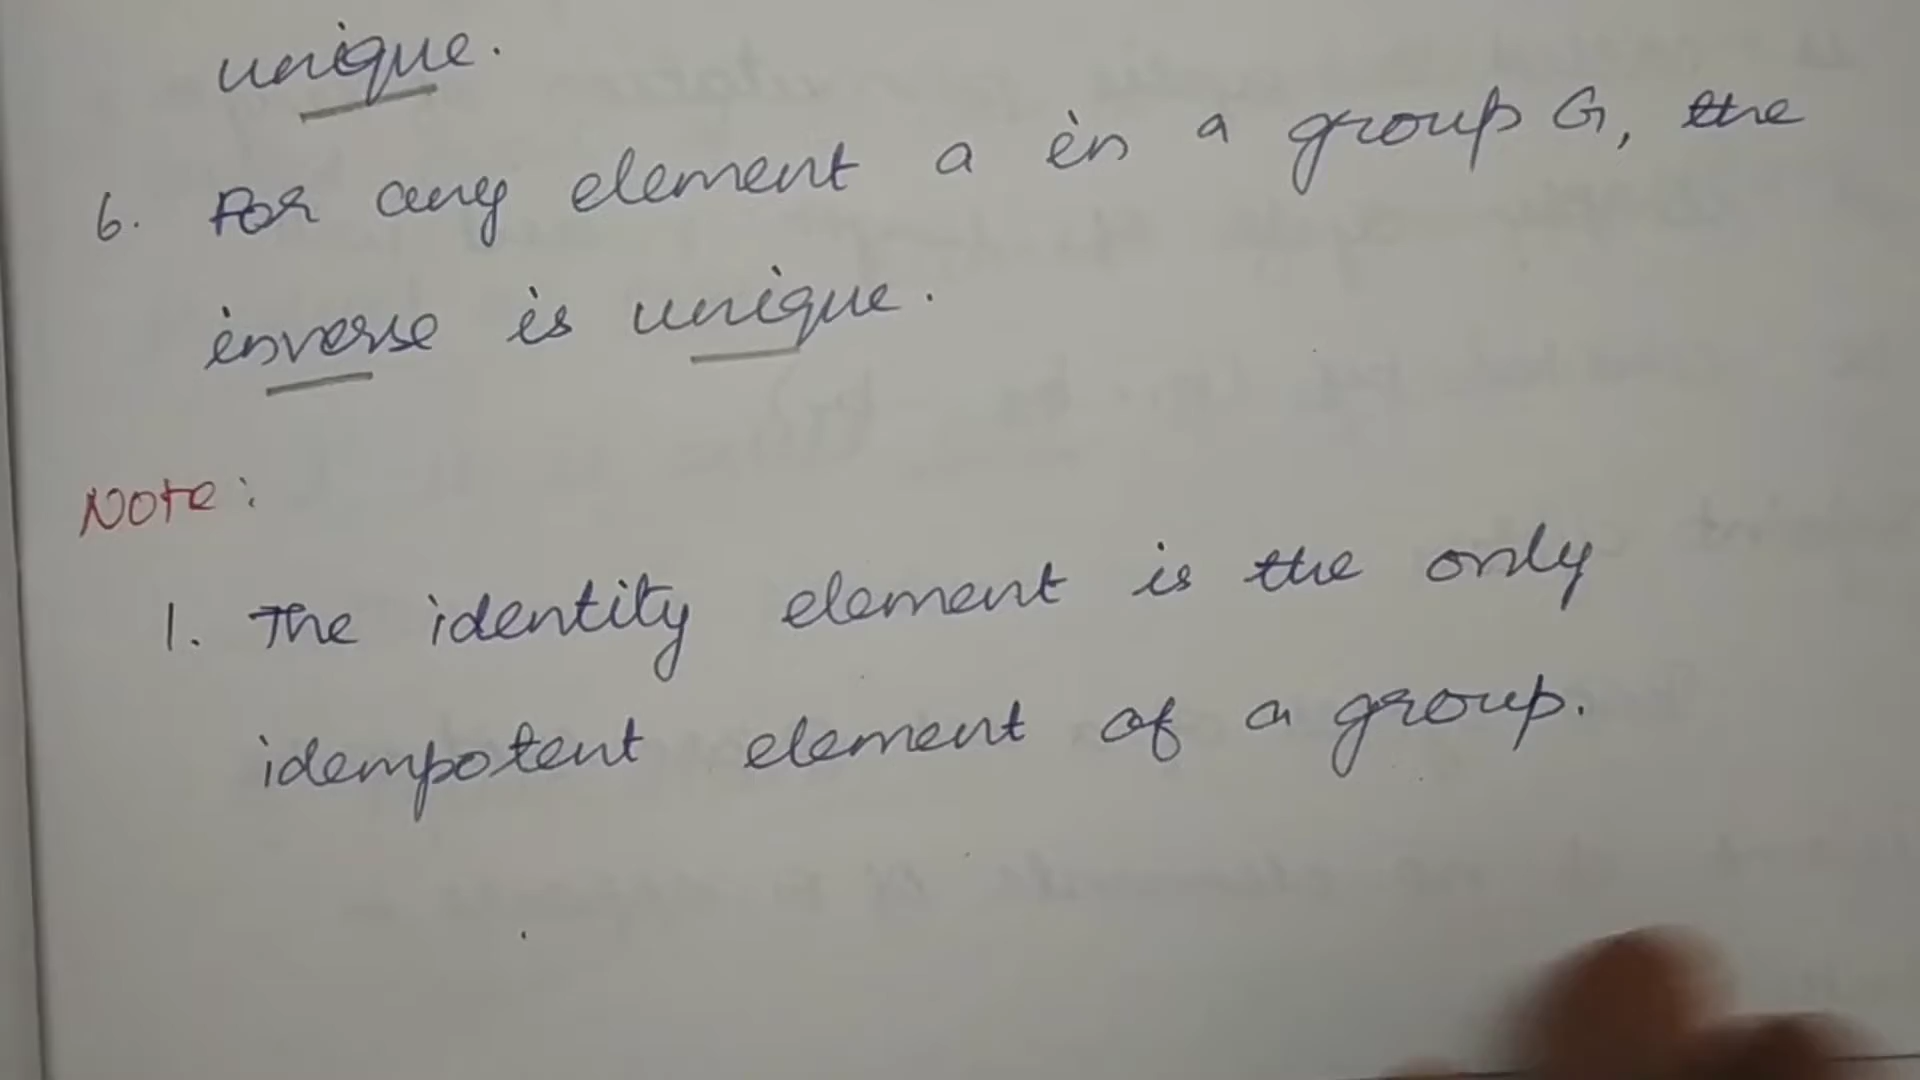 unique.
6. For any element a in a group G, the
inverse is unique.
Note:
1. The identity element is the only
idempotent element of a group.